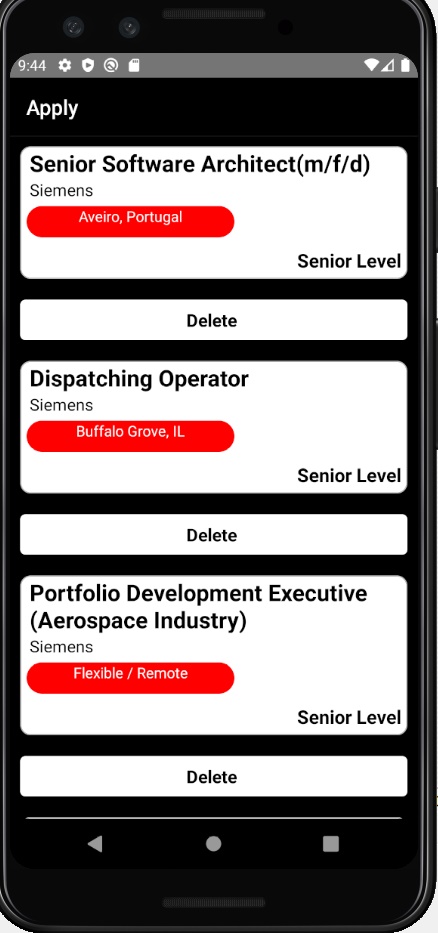 9:44
Apply
Senior Software Architect(m/f/d)
Siemens
Aveiro, Portugal
Senior Level
Delete
Dispatching Operator
Siemens
Buffalo Grove, IL
Senior Level
Delete
Portfolio Development Executive
(Aerospace Industry)
Siemens
Flexible / Remote
Senior Level
Delete